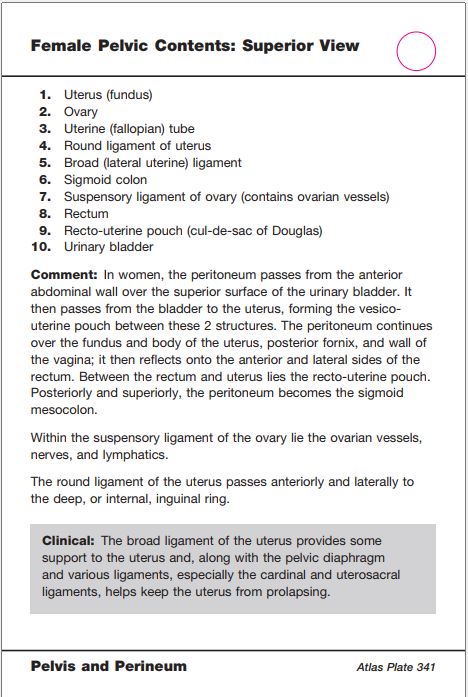 Female Pelvic Contents: Superior View
1. Uterus (fundus)
2. Ovary
3. Uterine (fallopian) tube
4. Round ligament of uterus
5. Broad (lateral uterine) ligament
6. Sigmoid colon
7. Suspensory ligament of ovary (contains ovarian vessels)
8. Rectum
9. Recto-uterine pouch (cul-de-sac of Douglas)
10. Urinary bladder
Comment: In women, the peritoneum passes from the anterior
abdominal wall over the superior surface of the urinary bladder. It
then passes from the bladder to the uterus, forming the vesico-
uterine pouch between these 2 structures. The peritoneum continues
over the fundus and body of the uterus, posterior fornix, and wall of
the vagina; it then reflects onto the anterior and lateral sides of the
rectum. Between the rectum and uterus lies the recto-uterine pouch.
Posteriorly and superiorly, the peritoneum becomes the sigmoid
mesocolon.
Within the suspensory ligament of the ovary lie the ovarian vessels,
nerves, and lymphatics.
The round ligament of the uterus passes anteriorly and laterally to
the deep, or internal, inguinal ring.
Clinical: The broad ligament of the uterus provides some
support to the uterus and, along with the pelvic diaphragm
and various ligaments, especially the cardinal and uterosacral
ligaments, helps keep the uterus from prolapsing.
Pelvis and Perineum
Atlas Plate 341